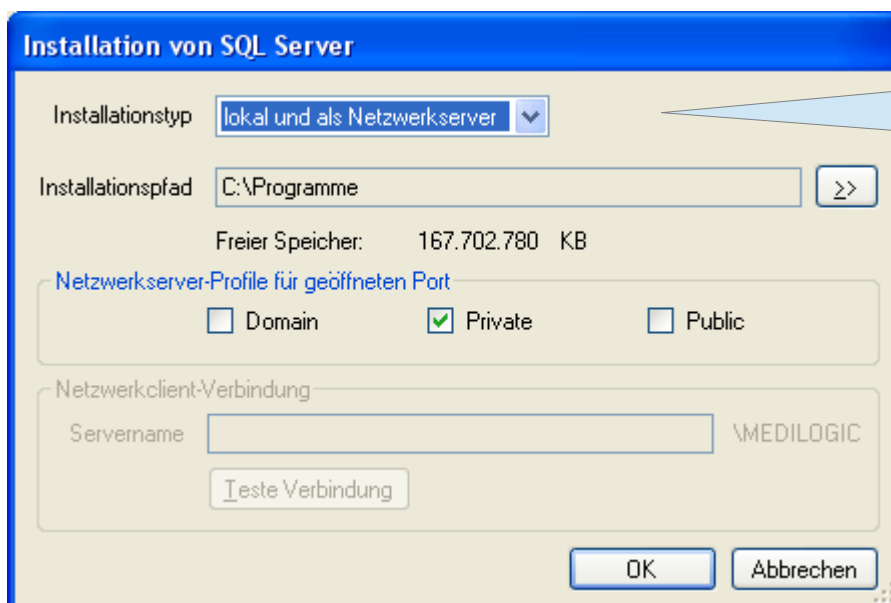 Installation von SQL Server
Installationstyp lokal und als Netzwerkserver
Installationspfad C:\Programme >>
Freier Speicher: 167.702.780 KB
Netzwerkserver-Profile für geöffneten Port
Domain Private Public
Netzwerkclient-Verbindung
Servername \MEDILOGIC
Teste Verbindung
OK Abbrechen